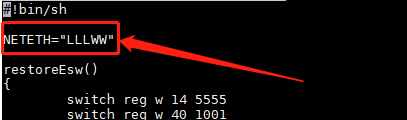 #!bin/sh
NETETH="LLLWW"
restoreEsw()
{
switch reg w 14 5555
switch reg w 40 1001